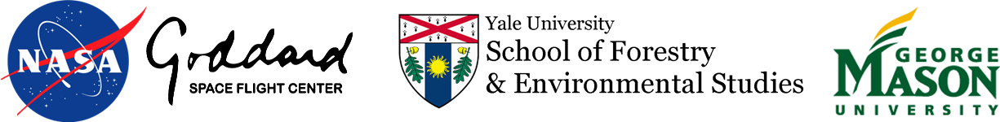 NASA
Goddard
SPACE FLIGHT CENTER
Yale University
School of Forestry
& Environmental Studies
GEORGE
MASON
UNIVERSITY